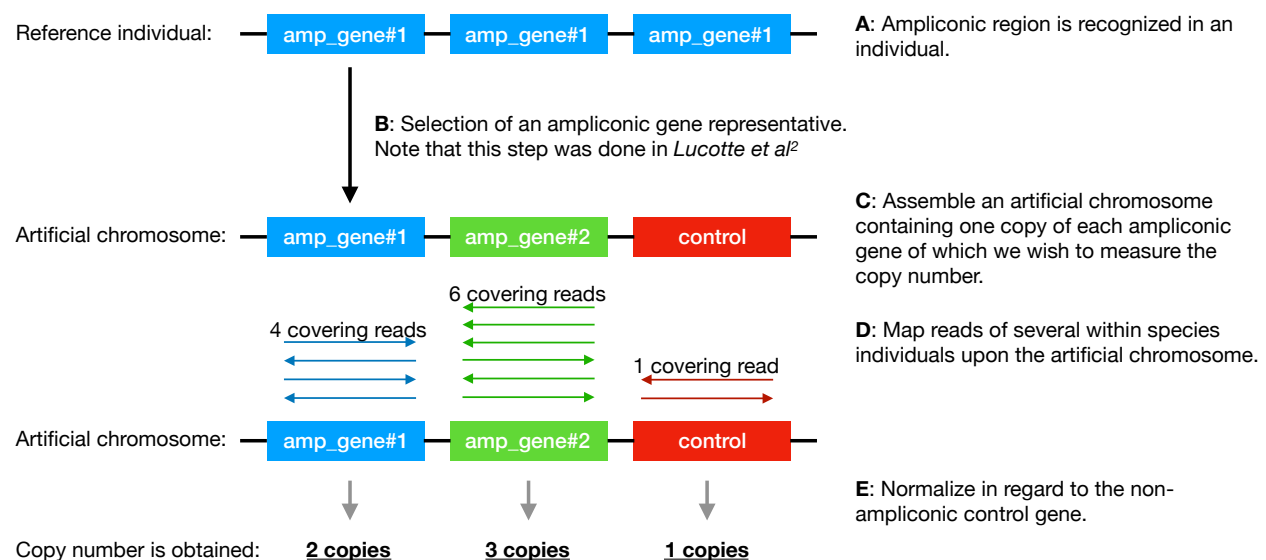 Reference individual:
amp_gene#1 amp_gene#1 amp_gene#1
A: Ampliconic region is recognized in an
individual.
B: Selection of an ampliconic gene representative.
Note that this step was done in Lucotte et al²
Artificial chromosome:
amp_gene#1 amp_gene#2 control
C: Assemble an artificial chromosome
containing one copy of each ampliconic
gene of which we wish to measure the
copy number.
4 covering reads
6 covering reads
1 covering read
D: Map reads of several within species
individuals upon the artificial chromosome.
Artificial chromosome:
amp_gene#1 amp_gene#2 control
E: Normalize in regard to the non-
ampliconic control gene.
Copy number is obtained:
2 copies 3 copies 1 copies